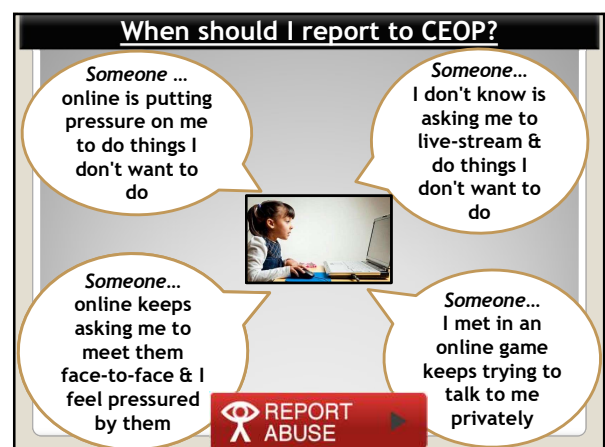 When should I report to CEOP?
Someone …
online is putting
pressure on me
to do things I
don't want to
do
Someone…
I don't know is
asking me to
live-stream &
do things I
don't want to
do
Someone…
online keeps
asking me to
meet them
face-to-face & I
feel pressured
by them
Someone…
I met in an
online game
keeps trying to
talk to me
privately
REPORT
ABUSE